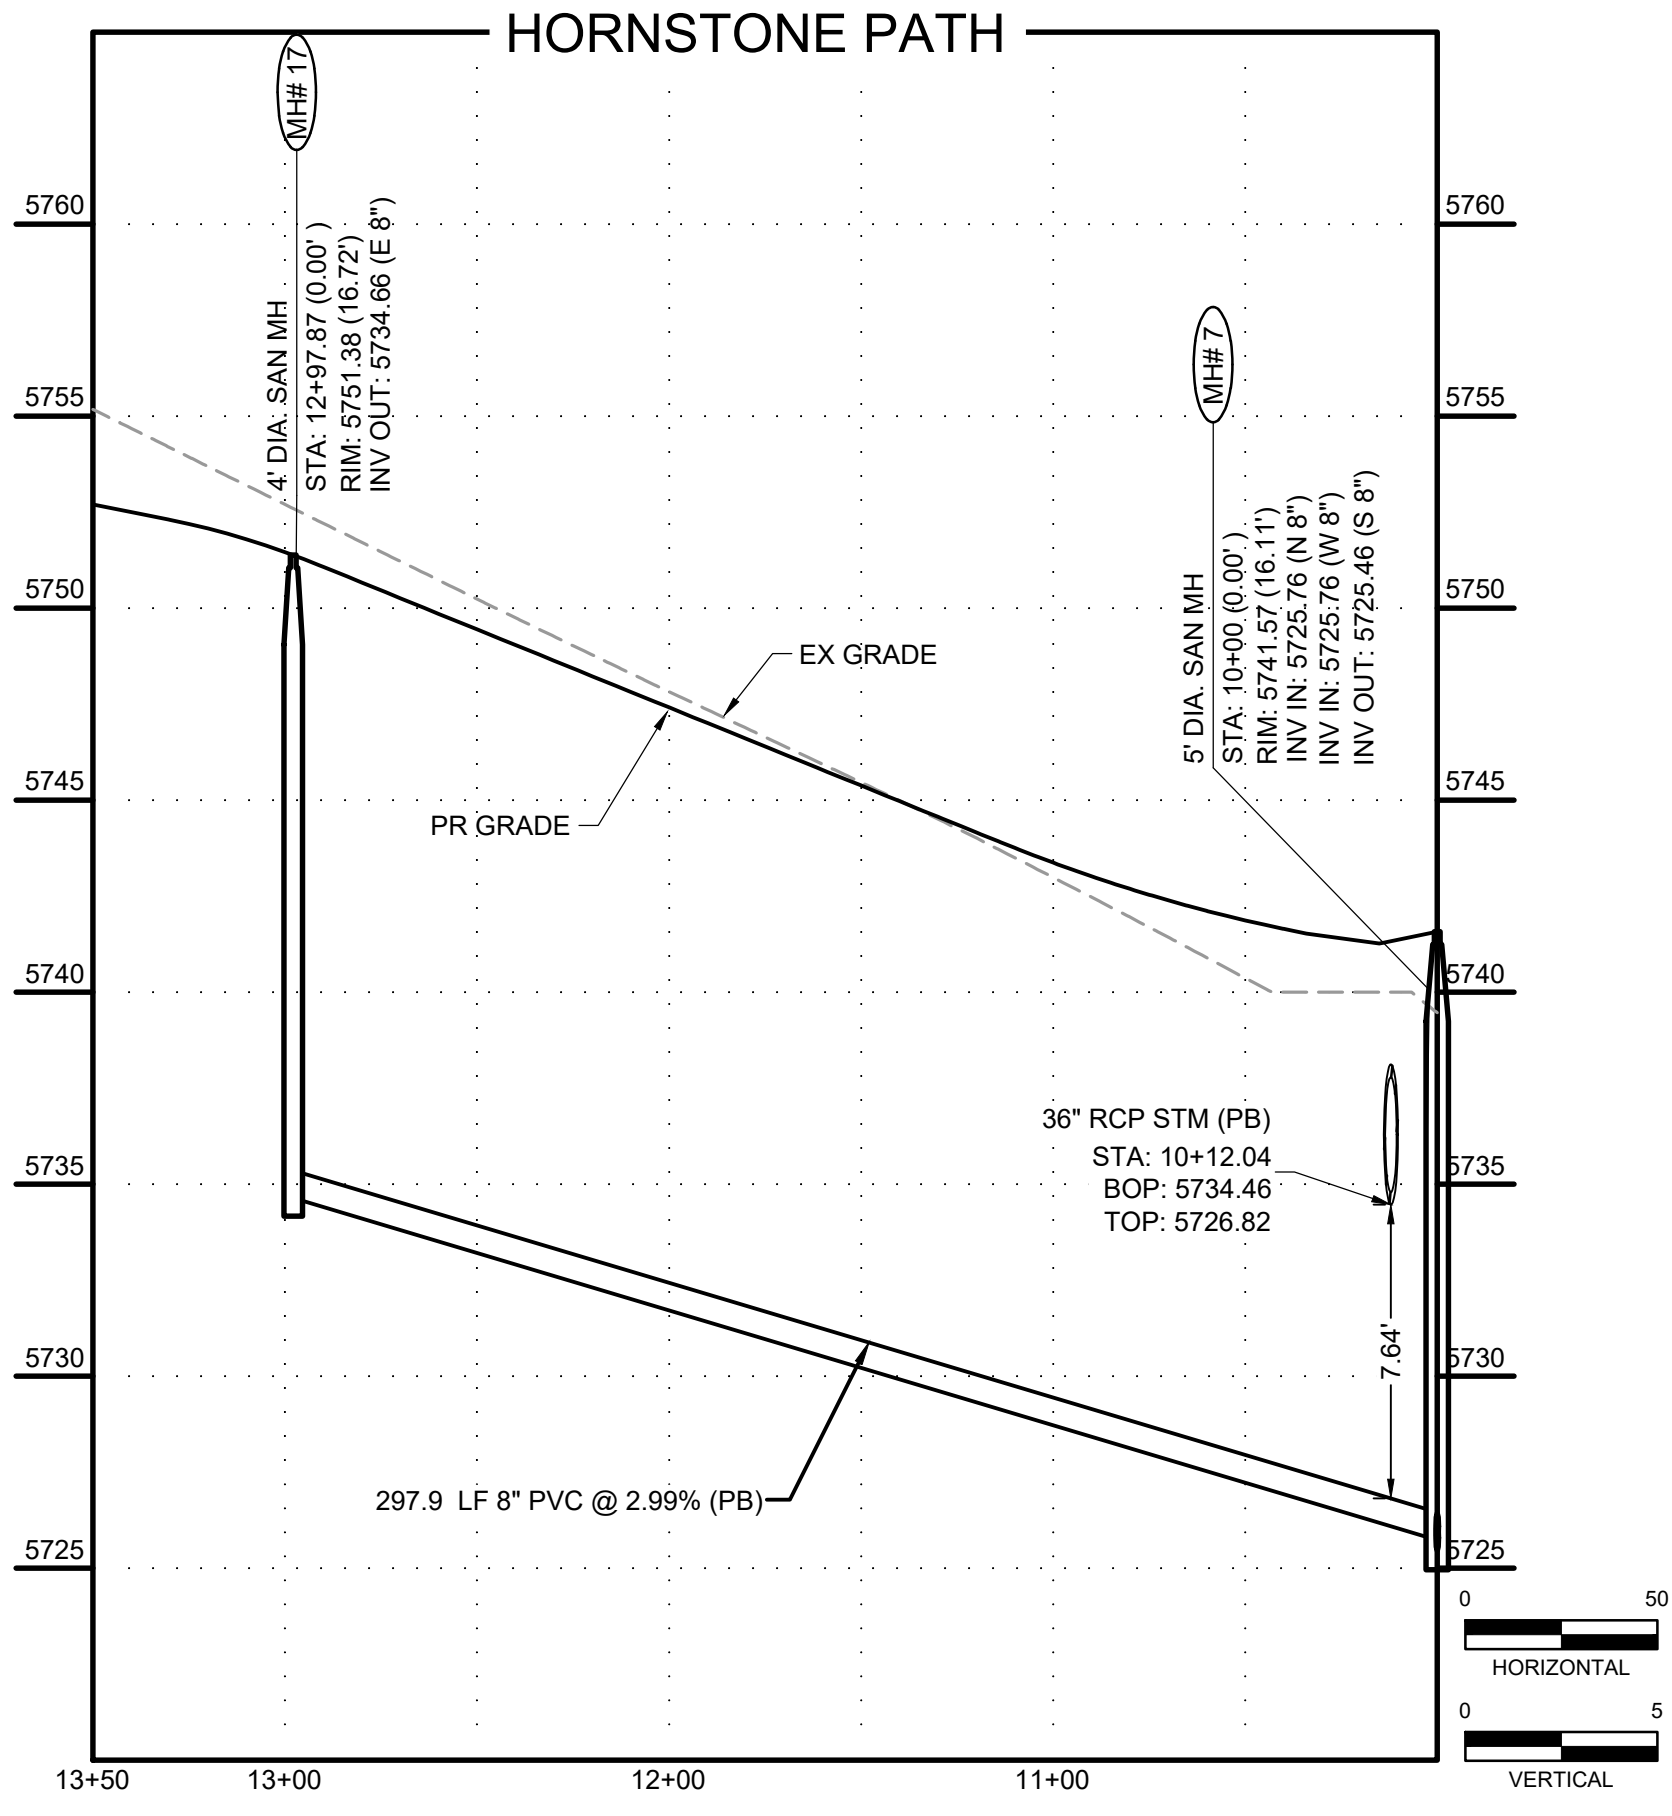 HORNSTONE PATH
MH# 17
4' DIA. SAN MH
STA: 12+97.87 (0.00' )
RIM: 5751.38 (16.72')
INV OUT: 5734.66 (E 8")
MH# 7
5' DIA. SAN MH
STA: 10+00 (0.00' )
RIM: 5741.57 (16.11')
INV IN: 5725.76 (N 8")
INV IN: 5725.76 (W 8")
INV OUT: 5725.46 (S 8")
5760
5755
5750
5745
5740
5735
5730
5725
5760
5755
5750
5745
5740
5735
5730
5725
EX GRADE
PR GRADE
36" RCP STM (PB)
STA: 10+12.04
BOP: 5734.46
TOP: 5726.82
7.64'
297.9 LF 8" PVC @ 2.99% (PB)
0 50
HORIZONTAL
0 5
VERTICAL
13+50 13+00 12+00 11+00